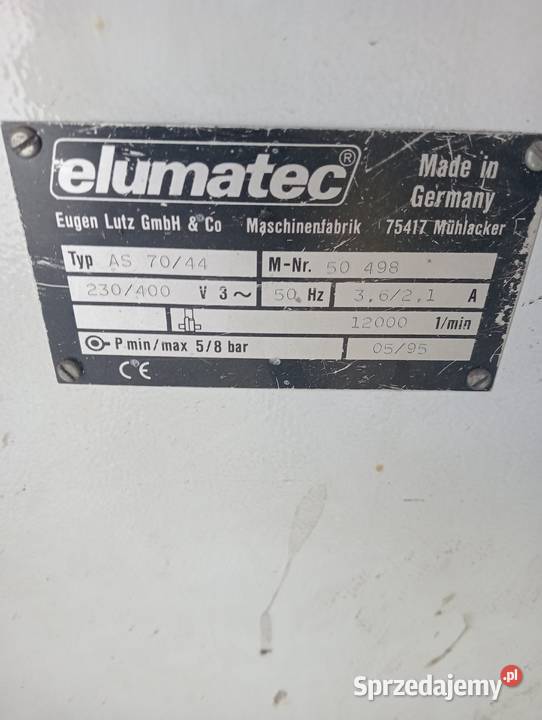 elumatec®
Made in
Germany
Eugen Lutz GmbH & Co Maschinenfabrik 75417 Mühlacker
Typ AS 70/44 M-Nr. 50 498
230/400 V 3~ 50 Hz 3,6/2,1 A
12000 1/min
P min/max 5/8 bar 05/95
CE
Sprzedajemy.pl